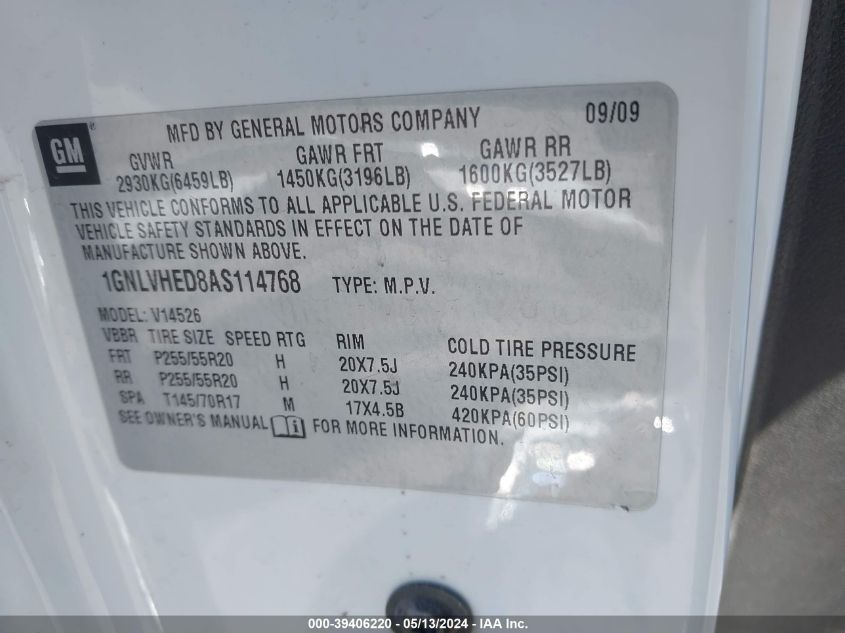 GM
MFD BY GENERAL MOTORS COMPANY 09/09
GVWR GAWR FRT GAWR RR
2930KG(6459LB) 1450KG(3196LB) 1600KG(3527LB)
THIS VEHICLE CONFORMS TO ALL APPLICABLE U.S. FEDERAL MOTOR
VEHICLE SAFETY STANDARDS IN EFFECT ON THE DATE OF
MANUFACTURE SHOWN ABOVE.
1GNLVHED8AS114768 TYPE: M.P.V.
MODEL: V14526
VBBR TIRE SIZE SPEED RTG RIM COLD TIRE PRESSURE
FRT P255/55R20 H 20X7.5J 240KPA(35PSI)
RR P255/55R20 H 20X7.5J 240KPA(35PSI)
SPA T145/70R17 M 17X4.5B 420KPA(60PSI)
SEE OWNER'S MANUAL FOR MORE INFORMATION.
000-39406220 - 05/13/2024 - IAA Inc.